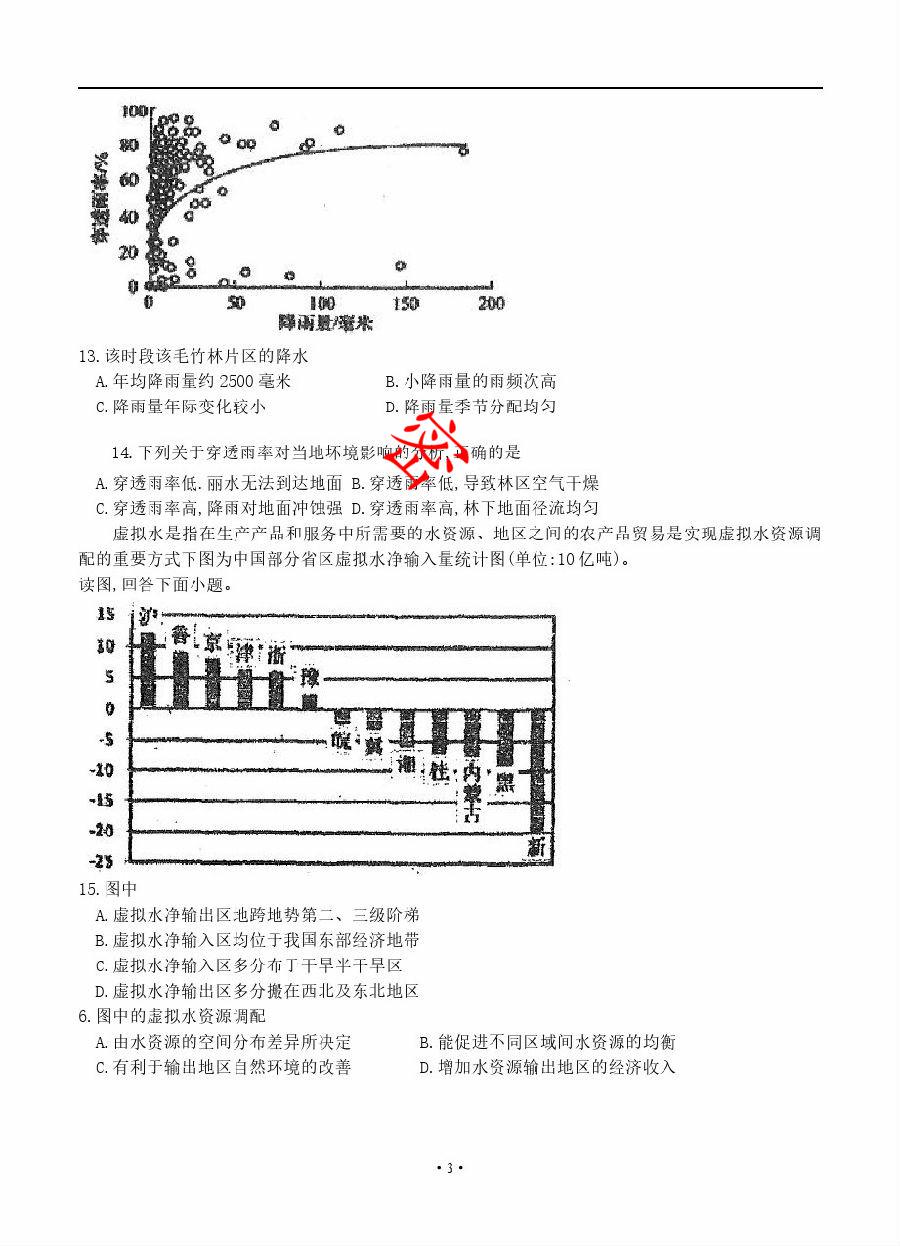 100
80
60
40
20
0
穿透雨率/%
0 50 100 150 200
降雨量/毫米
13.该时段该毛竹林片区的降水
A.年均降雨量约 2500 毫米 B.小降雨量的雨频次高
C.降雨量年际变化较小 D.降雨量季节分配均匀
14.下列关于穿透雨率对当地坏境影响的分析,正确的是
A.穿透雨率低.丽水无法到达地面 B.穿透雨率低,导致林区空气干燥
C.穿透雨率高,降雨对地面冲蚀强 D.穿透雨率高,林下地面径流均匀
虚拟水是指在生产产品和服务中所需要的水资源、地区之间的农产品贸易是实现虚拟水资源调
配的重要方式下图为中国部分省区虚拟水净输入量统计图(单位:10 亿吨)。
读图,回答下面小题。
15
10
5
0
-5
-10
-15
-20
-25
沪 鲁 京 津 浙 豫
皖 冀 湘 桂 内蒙古 黑 新
15.图中
A.虚拟水净输出区地跨地势第二、三级阶梯
B.虚拟水净输入区均位于我国东部经济地带
C.虚拟水净输入区多分布丁干旱半干旱区
D.虚拟水净输出区多分搬在西北及东北地区
6.图中的虚拟水资源调配
A.由水资源的空间分布差异所决定 B.能促进不同区域间水资源的均衡
C.有利于输出地区自然环境的改善 D.增加水资源输出地区的经济收入
·3·